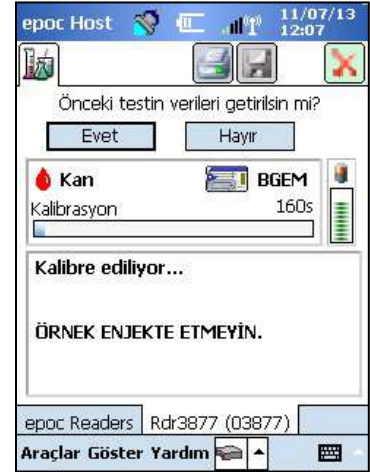 epoc Host 11/07/13
12:07
Önceki testin verileri getirilsin mi?
Evet Hayır
Kan BGEM
Kalibrasyon 160s
Kalibre ediliyor...
ÖRNEK ENJEKTE ETMEYİN.
epoc Readers Rdr3877 (03877)
Araçlar Göster Yardım